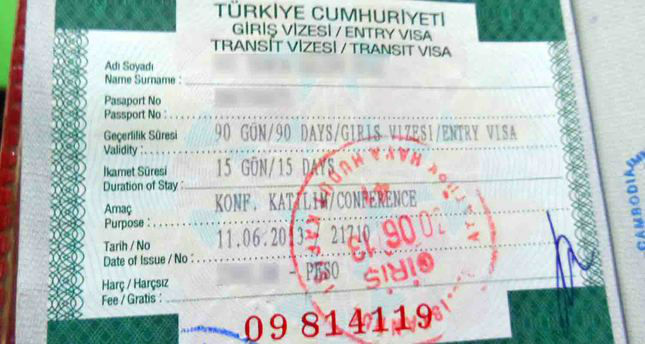 TÜRKİYE CUMHURİYETİ
GİRİŞ VİZESİ / ENTRY VISA
TRANSİT VİZESİ / TRANSIT VISA
Adı Soyadı
Name Surname :
Pasaport No
Passport No :
Geçerlilik Süresi
Validity : 90 GÜN/90 DAYS/GIRIS VIZESI/ENTRY VISA
İkamet Süresi
Duration of Stay : 15 GÜN/15 DAYS
Amaç
Purpose : KONF. KATILIM/CONFERENCE
Tarih / No
Date of Issue / No : 11.06.2013- 21710
Harç / Harçsız
Fee / Gratis : - PESO
09 814119
GİRİŞ
CAMBODIA